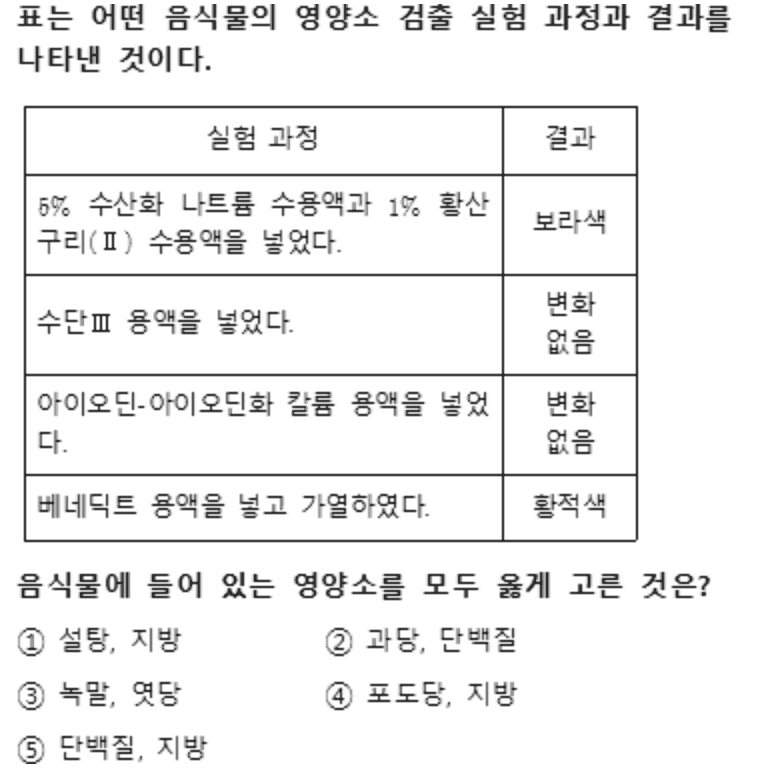 표는 어떤 음식물의 영양소 검출 실험 과정과 결과를
나타낸 것이다.
실험 과정
결과
5% 수산화 나트륨 수용액과 1% 황산
구리(Ⅱ) 수용액을 넣었다.
보라색
수단Ⅲ 용액을 넣었다.
변화
없음
아이오딘-아이오딘화 칼륨 용액을 넣었
다.
변화
없음
베네딕트 용액을 넣고 가열하였다.
황적색
음식물에 들어 있는 영양소를 모두 옳게 고른 것은?
① 설탕, 지방 ② 과당, 단백질
③ 녹말, 엿당 ④ 포도당, 지방
⑤ 단백질, 지방